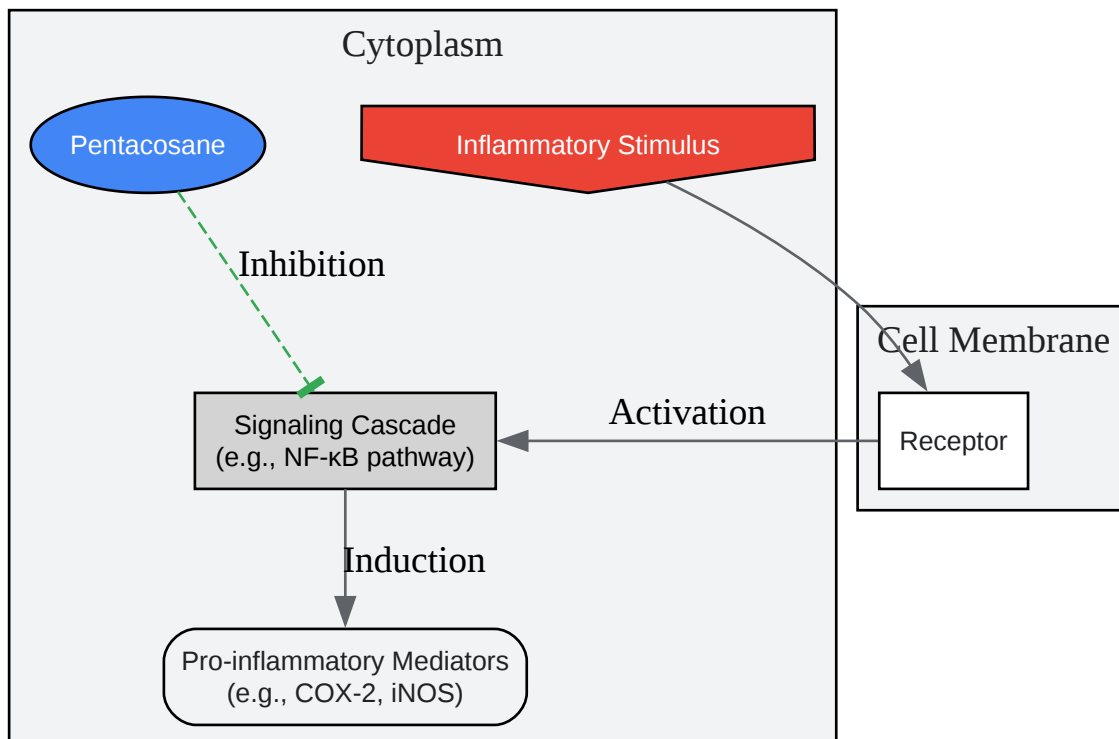 Cytoplasm
Pentacosane
Inflammatory Stimulus
Inhibition
Cell Membrane
Signaling Cascade
(e.g., NF-κB pathway)
Activation
Receptor
Induction
Pro-inflammatory Mediators
(e.g., COX-2, iNOS)